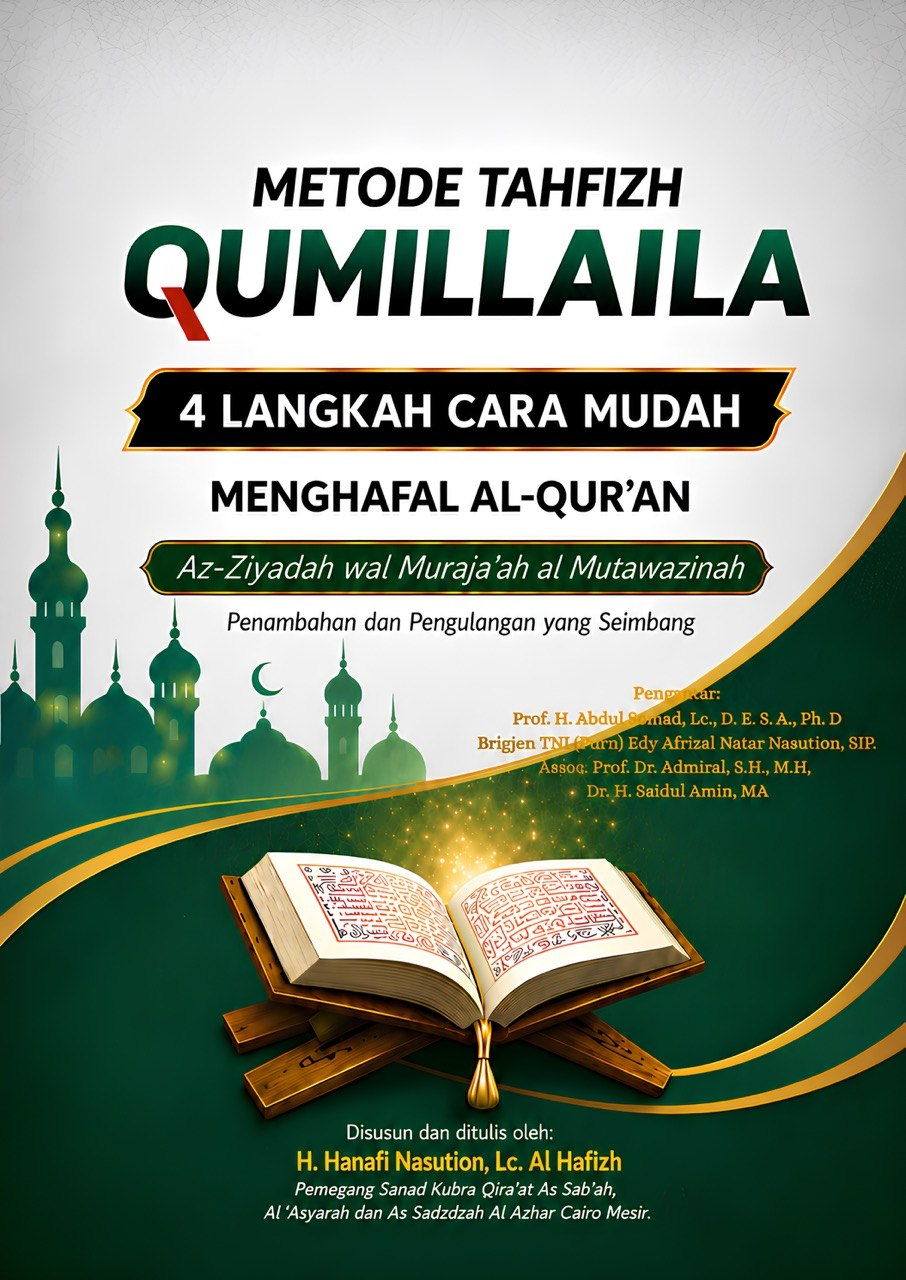 METODE TAHFIZH
QUMILLAILA
4 LANGKAH CARA MUDAH
MENGHAFAL AL-QUR'AN
Az-Ziyadah wal Muraja'ah al Mutawazinah
Penambahan dan Pengulangan yang Seimbang
Pengantar:
Prof. H. Abdul Somad, Lc., D. E. S. A., Ph. D
Brigjen TNI (Purn) Edy Afrizal Natar Nasution, SIP.
Assoc. Prof. Dr. Admiral, S.H., M.H,
Dr. H. Saidul Amin, MA
Disusun dan ditulis oleh:
H. Hanafi Nasution, Lc. Al Hafizh
Pemegang Sanad Kubra Qira'at As Sab'ah,
Al 'Asyarah dan As Sadzdzah Al Azhar Cairo Mesir.